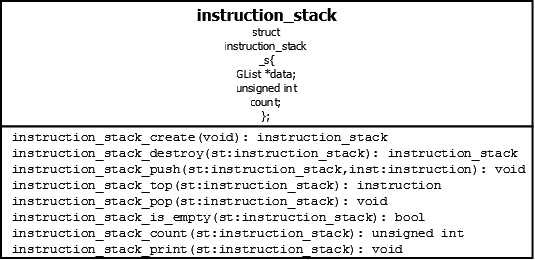 instruction_stack
struct
instruction_stack
_s{
GList *data;
unsigned int
count;
};
instruction_stack_create(void): instruction_stack
instruction_stack_destroy(st:instruction_stack): instruction_stack
instruction_stack_push(st:instruction_stack,inst:instruction): void
instruction_stack_top(st:instruction_stack): instruction
instruction_stack_pop(st:instruction_stack): void
instruction_stack_is_empty(st:instruction_stack): bool
instruction_stack_count(st:instruction_stack): unsigned int
instruction_stack_print(st:instruction_stack): void